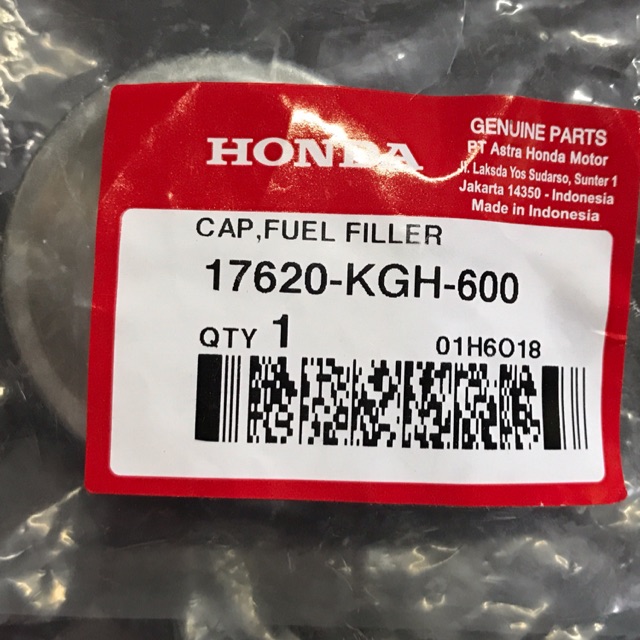 HONDA
GENUINE PARTS
PT Astra Honda Motor
Jl. Laksda Yos Sudarso, Sunter 1
Jakarta 14350 - Indonesia
Made in Indonesia
CAP,FUEL FILLER
17620-KGH-600
QTY 1
01H6O18